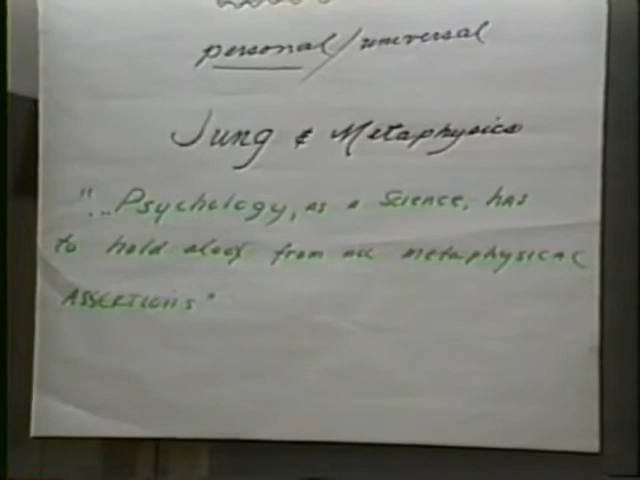 personal/universal
Jung & Metaphysics
"...Psychology, as a Science, has
to hold aloof from all metaphysical
ASSERTIONS"